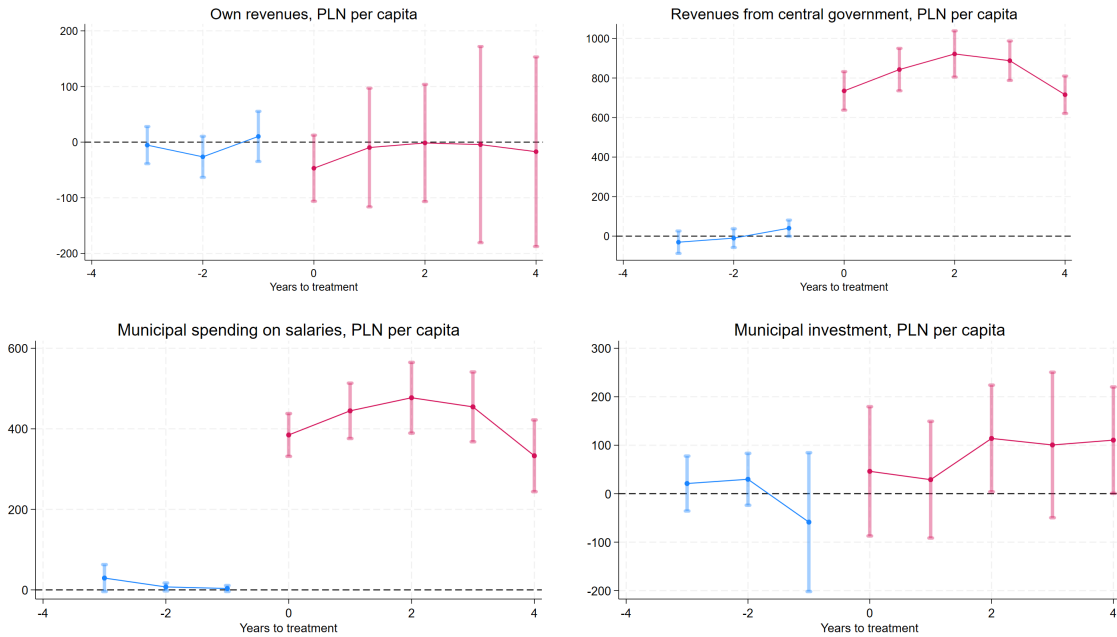 Own revenues, PLN per capita
200
100
0
-100
-200
-4 -2 0 2 4
Years to treatment
Revenues from central government, PLN per capita
1000
800
600
400
200
0
-4 -2 0 2 4
Years to treatment
Municipal spending on salaries, PLN per capita
600
400
200
0
-4 -2 0 2 4
Years to treatment
Municipal investment, PLN per capita
300
200
100
0
-100
-200
-4 -2 0 2 4
Years to treatment